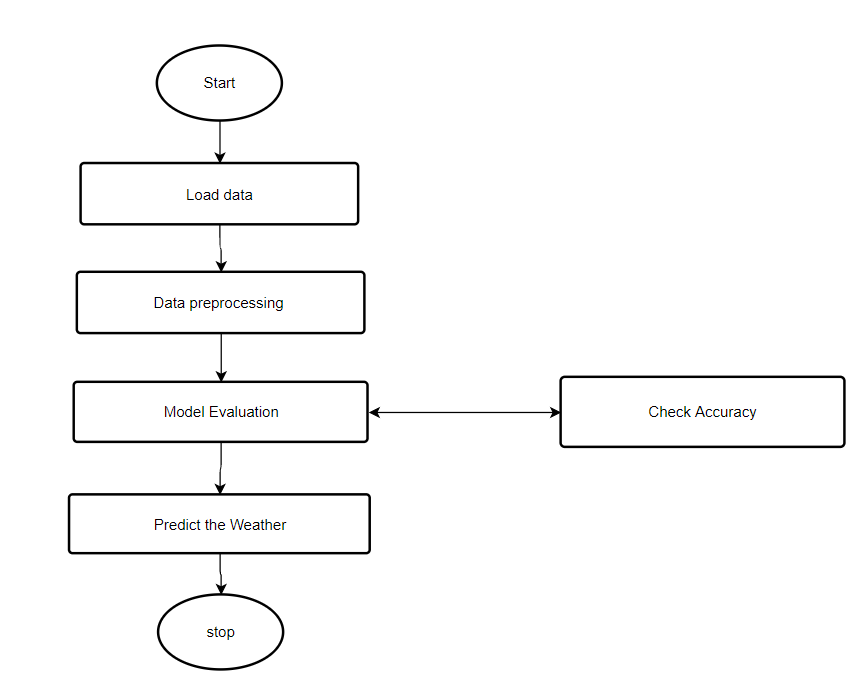 Start
Load data
Data preprocessing
Model Evaluation
Check Accuracy
Predict the Weather
stop